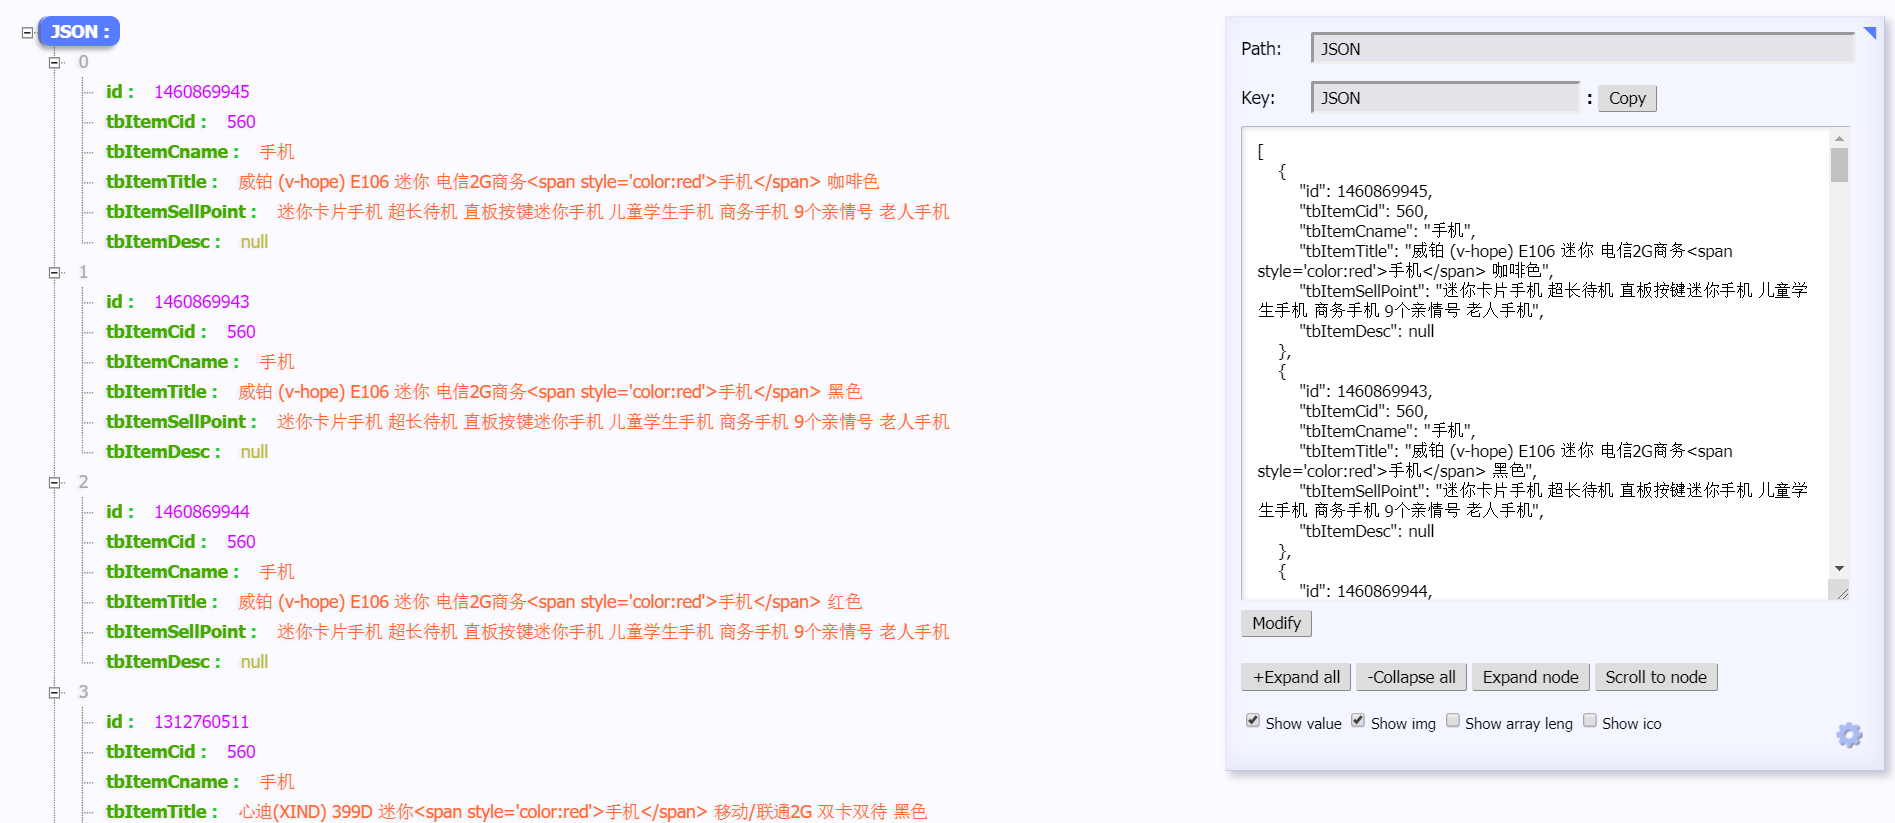 JSON :
0
id : 1460869945
tbItemCid : 560
tbItemCname : 手机
tbItemTitle : 威铂 (v-hope) E106 迷你 电信2G商务<span style='color:red'>手机</span> 咖啡色
tbItemSellPoint : 迷你卡片手机 超长待机 直板按键迷你手机 儿童学生手机 商务手机 9个亲情号 老人手机
tbItemDesc : null
1
id : 1460869943
tbItemCid : 560
tbItemCname : 手机
tbItemTitle : 威铂 (v-hope) E106 迷你 电信2G商务<span style='color:red'>手机</span> 黑色
tbItemSellPoint : 迷你卡片手机 超长待机 直板按键迷你手机 儿童学生手机 商务手机 9个亲情号 老人手机
tbItemDesc : null
2
id : 1460869944
tbItemCid : 560
tbItemCname : 手机
tbItemTitle : 威铂 (v-hope) E106 迷你 电信2G商务<span style='color:red'>手机</span> 红色
tbItemSellPoint : 迷你卡片手机 超长待机 直板按键迷你手机 儿童学生手机 商务手机 9个亲情号 老人手机
tbItemDesc : null
3
id : 1312760511
tbItemCid : 560
tbItemCname : 手机
tbItemTitle : 心迪(XIND) 399D 迷你<span style='color:red'>手机</span> 移动/联通2G 双卡双待 黑色
Path: JSON
Key: JSON : Copy
[
{
"id": 1460869945,
"tbItemCid": 560,
"tbItemCname": "手机",
"tbItemTitle": "威铂 (v-hope) E106 迷你 电信2G商务<span
style='color:red'>手机</span> 咖啡色",
"tbItemSellPoint": "迷你卡片手机 超长待机 直板按键迷你手机 儿童学
生手机 商务手机 9个亲情号 老人手机",
"tbItemDesc": null
},
{
"id": 1460869943,
"tbItemCid": 560,
"tbItemCname": "手机",
"tbItemTitle": "威铂 (v-hope) E106 迷你 电信2G商务<span
style='color:red'>手机</span> 黑色",
"tbItemSellPoint": "迷你卡片手机 超长待机 直板按键迷你手机 儿童学
生手机 商务手机 9个亲情号 老人手机",
"tbItemDesc": null
},
{
"id": 1460869944,
Modify
+Expand all -Collapse all Expand node Scroll to node
Show value Show img Show array leng Show ico